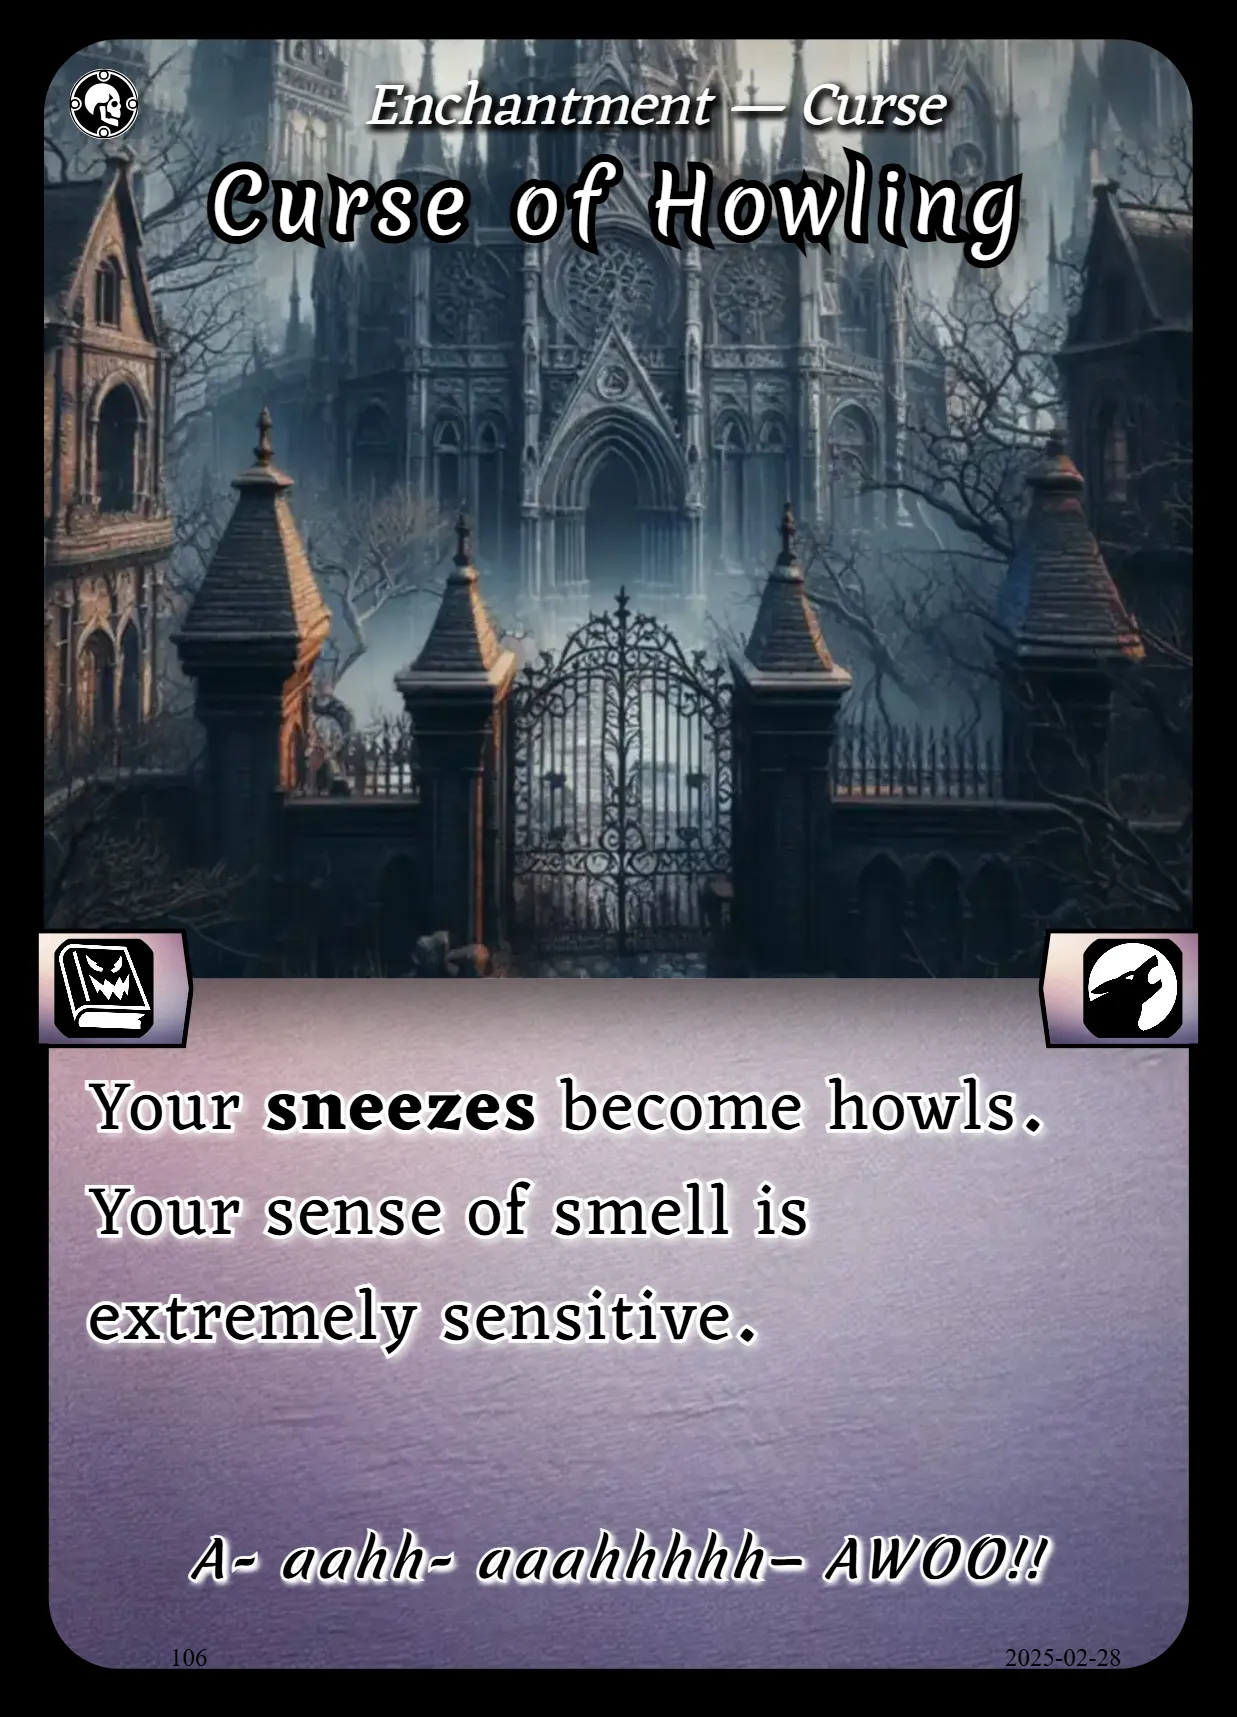 Enchantment — Curse
Curse of Howling
Your sneezes become howls.
Your sense of smell is
extremely sensitive.
A- aahh- aaahhhhh– AWOO!!
106
2025-02-28